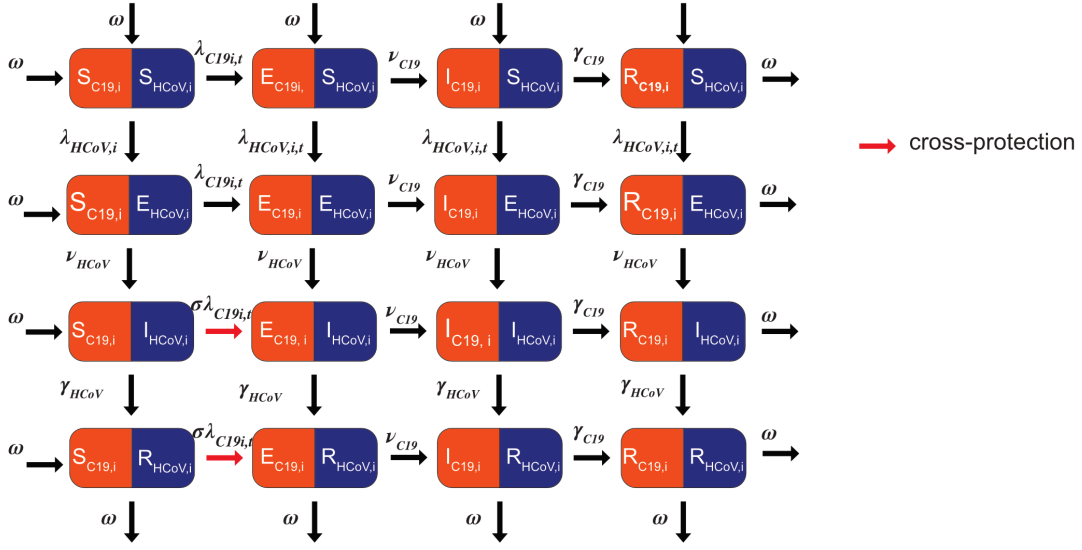 ω ω ω
ω λC19i,t νC19 γC19 ω
SC19,i SHCoV,i EC19i, SHCoV,i IC19,i SHCoV,i RC19,i SHCoV,i
λHCoV,i λHCoV,i,t λHCoV,i,t λHCoV,i,t
cross-protection
ω λC19i,t νC19 γC19 ω
SC19,i EHCoV,i EC19,i EHCoV,i IC19,i EHCoV,i RC19,i EHCoV,i
νHCoV νHCoV νHCoV νHCoV
ω σλC19i,t νC19 γC19 ω
SC19,i IHCoV,i EC19, i IHCoV,i IC19, i IHCoV,i RC19,i IHCoV,i
γHCoV γHCoV γHCoV γHCoV
ω σλC19i,t νC19 γC19 ω
SC19,i RHCoV,i EC19,i RHCoV,i IC19,i RHCoV,i RC19,i RHCoV,i
ω ω ω ω